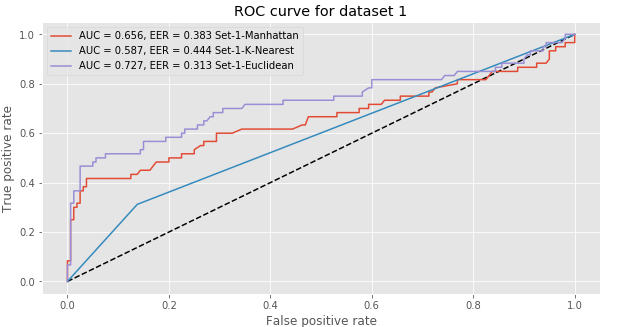 ROC curve for dataset 1
AUC = 0.656, EER = 0.383 Set-1-Manhattan
AUC = 0.587, EER = 0.444 Set-1-K-Nearest
AUC = 0.727, EER = 0.313 Set-1-Euclidean
True positive rate
1.0
0.8
0.6
0.4
0.2
0.0
0.0 0.2 0.4 0.6 0.8 1.0
False positive rate